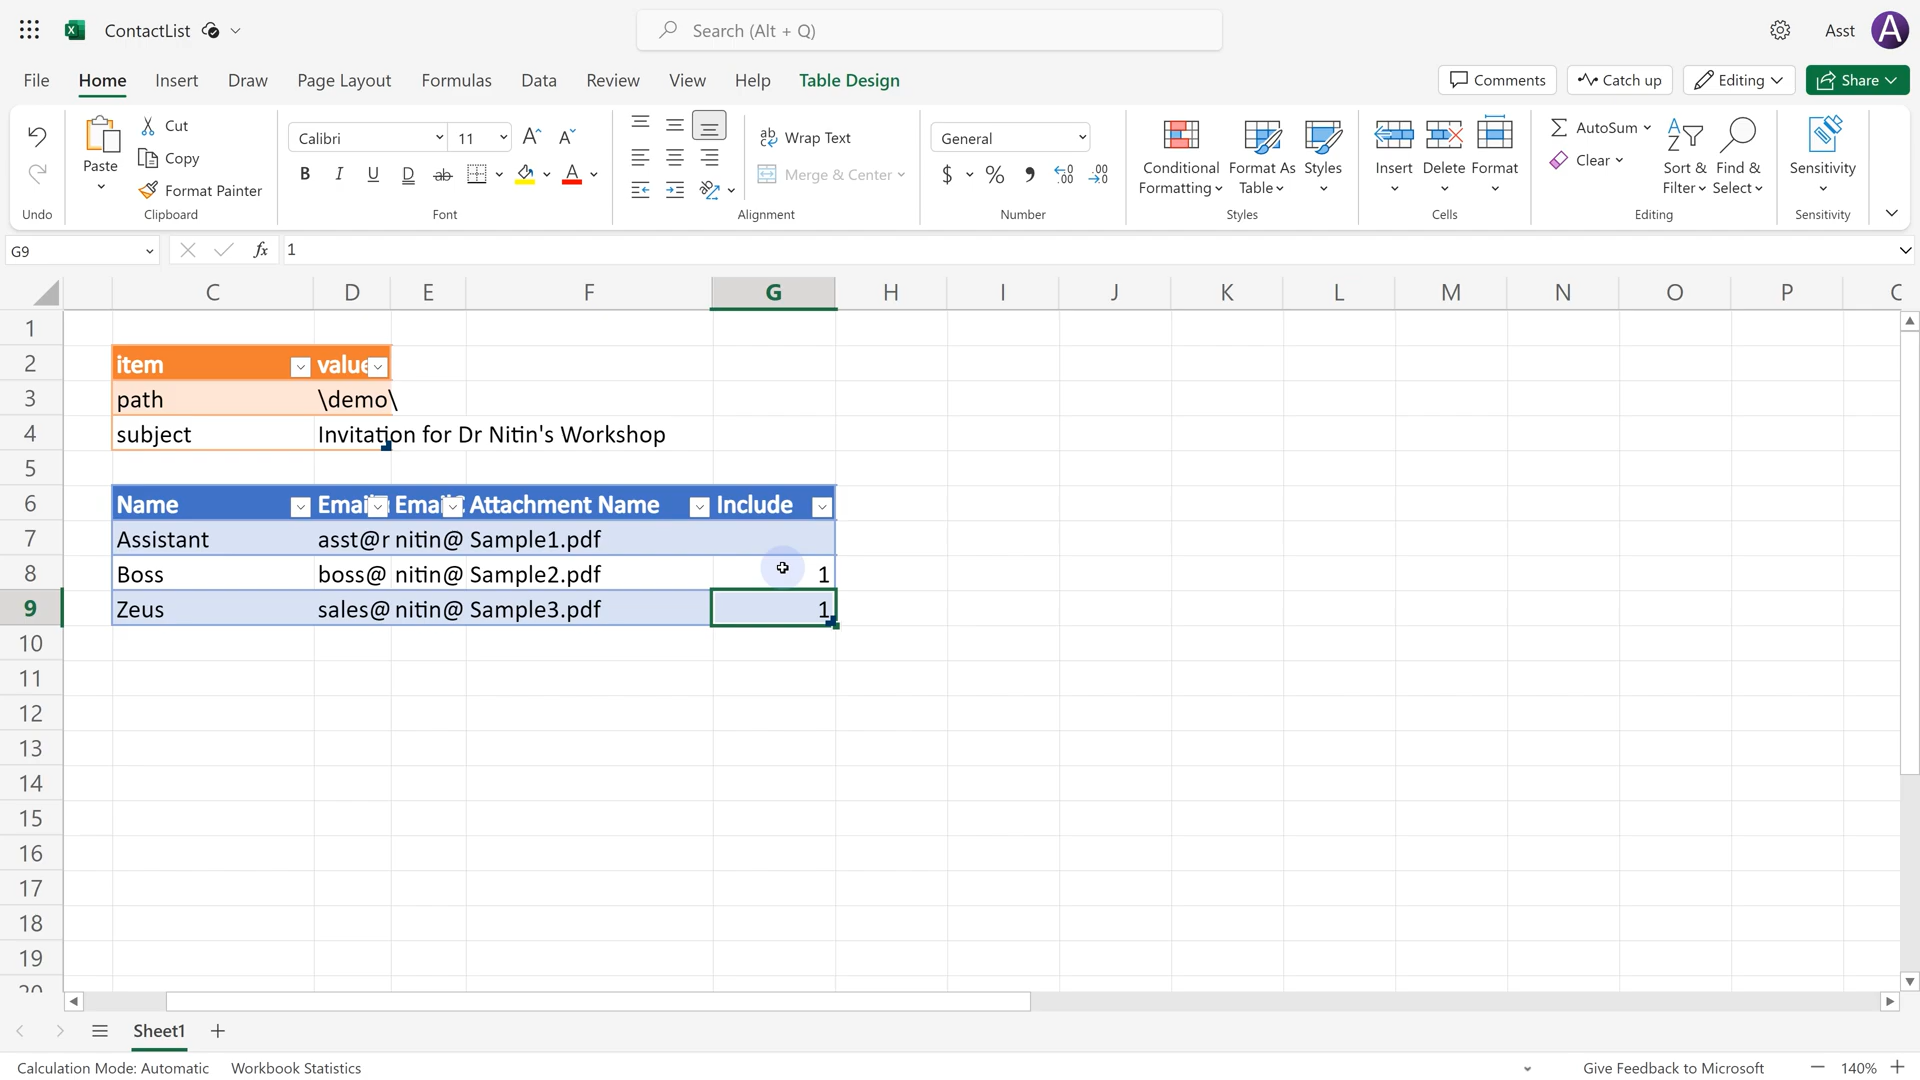 ContactList
Search (Alt + Q)
Asst
A
File Home Insert Draw Page Layout Formulas Data Review View Help Table Design
Comments Catch up Editing Share
Paste Cut Copy Format Painter
Calibri 11
B I U D ab A
ab Wrap Text
Merge & Center
General
$ %
Conditional Formatting Format As Table Styles
Insert Delete Format
AutoSum
Clear
Sort & Filter Find & Select
Sensitivity
Undo Clipboard Font Alignment Number Styles Cells Editing Sensitivity
G9 fx 1
C D E F G H I J K L M N O P
1
2 item value
3 path \demo\
4 subject Invitation for Dr Nitin's Workshop
5
6 Name Email Attachment Name Include
7 Assistant asst@r nitin@ Sample1.pdf
8 Boss boss@ nitin@ Sample2.pdf 1
9 Zeus sales@ nitin@ Sample3.pdf 1
10
11
12
13
14
15
16
17
18
19
20
Sheet1
Calculation Mode: Automatic Workbook Statistics Give Feedback to Microsoft 140%